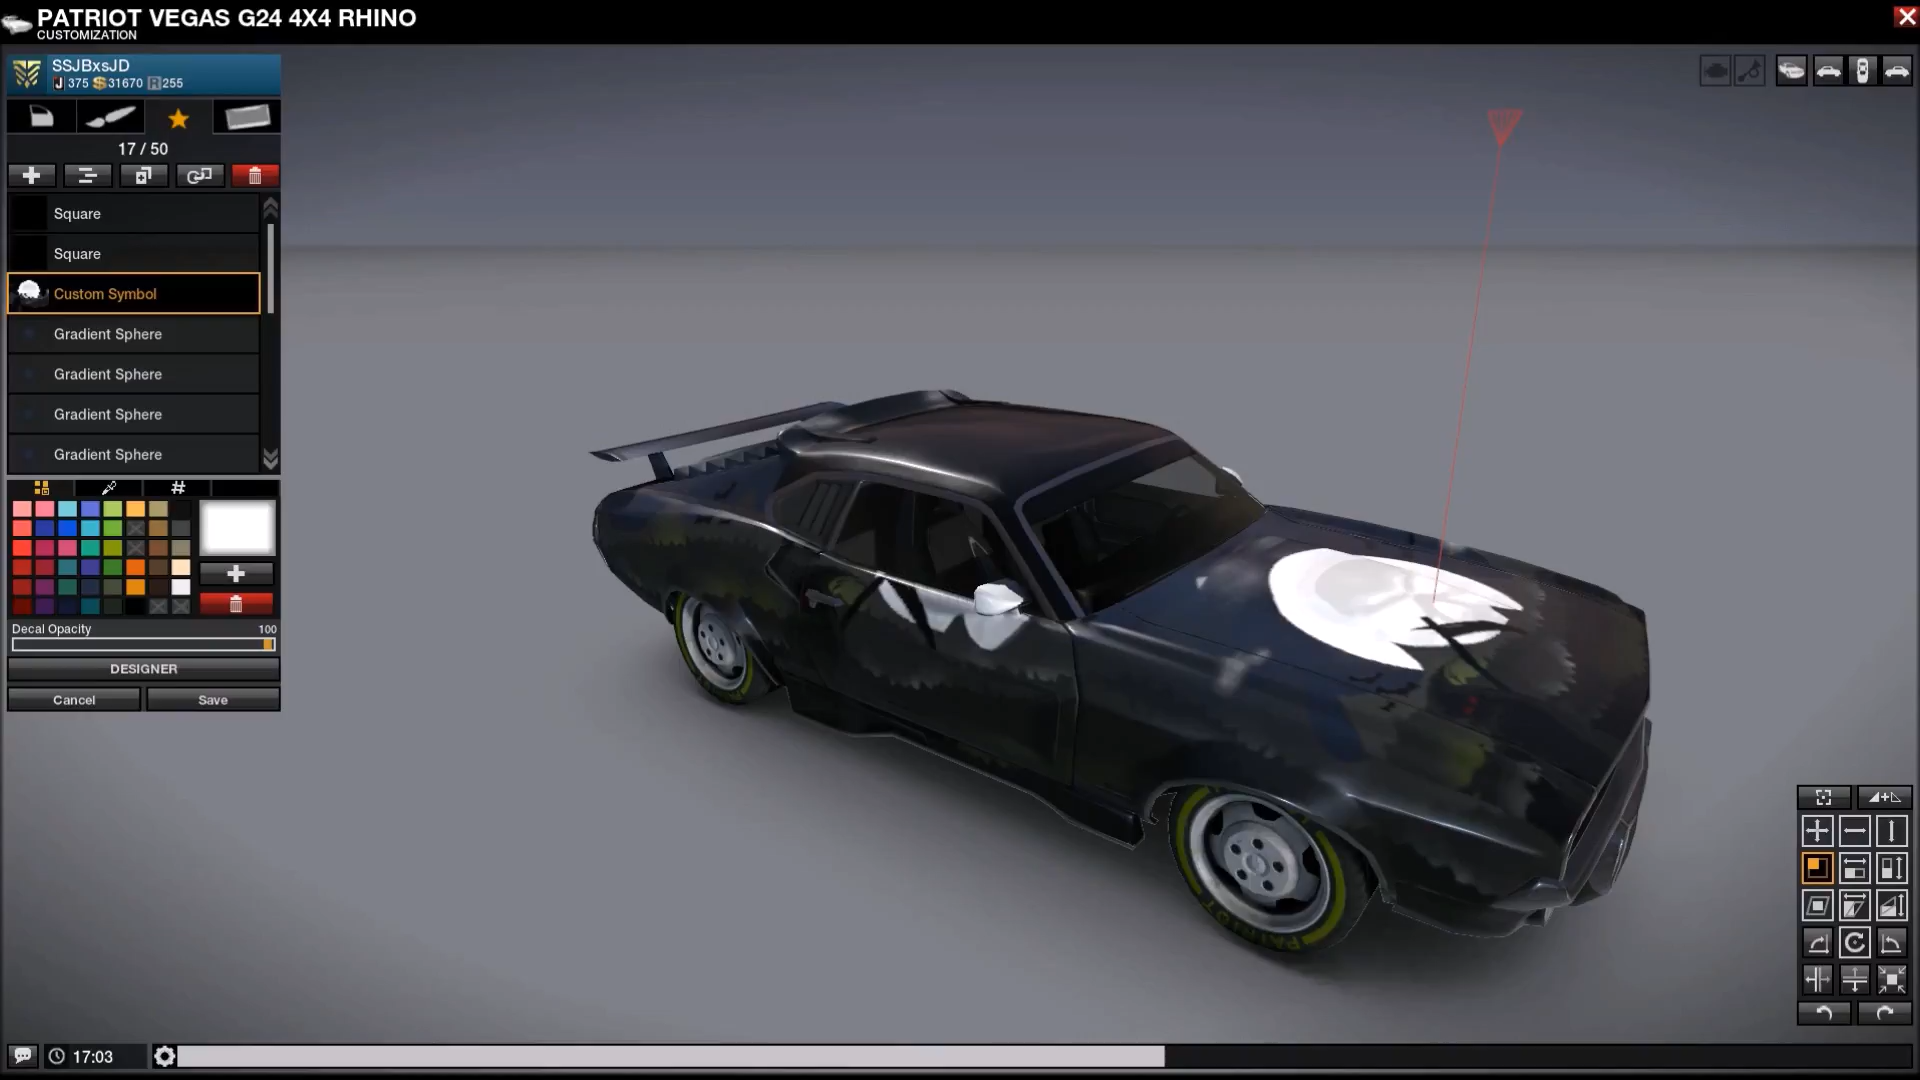 PATRIOT VEGAS G24 4X4 RHINO
CUSTOMIZATION
SSJBxsJD
J 375 $31670 R 255
17 / 50
Square
Square
Custom Symbol
Gradient Sphere
Gradient Sphere
Gradient Sphere
Gradient Sphere
#
Decal Opacity 100
DESIGNER
Cancel Save
PATRIOT
17:03